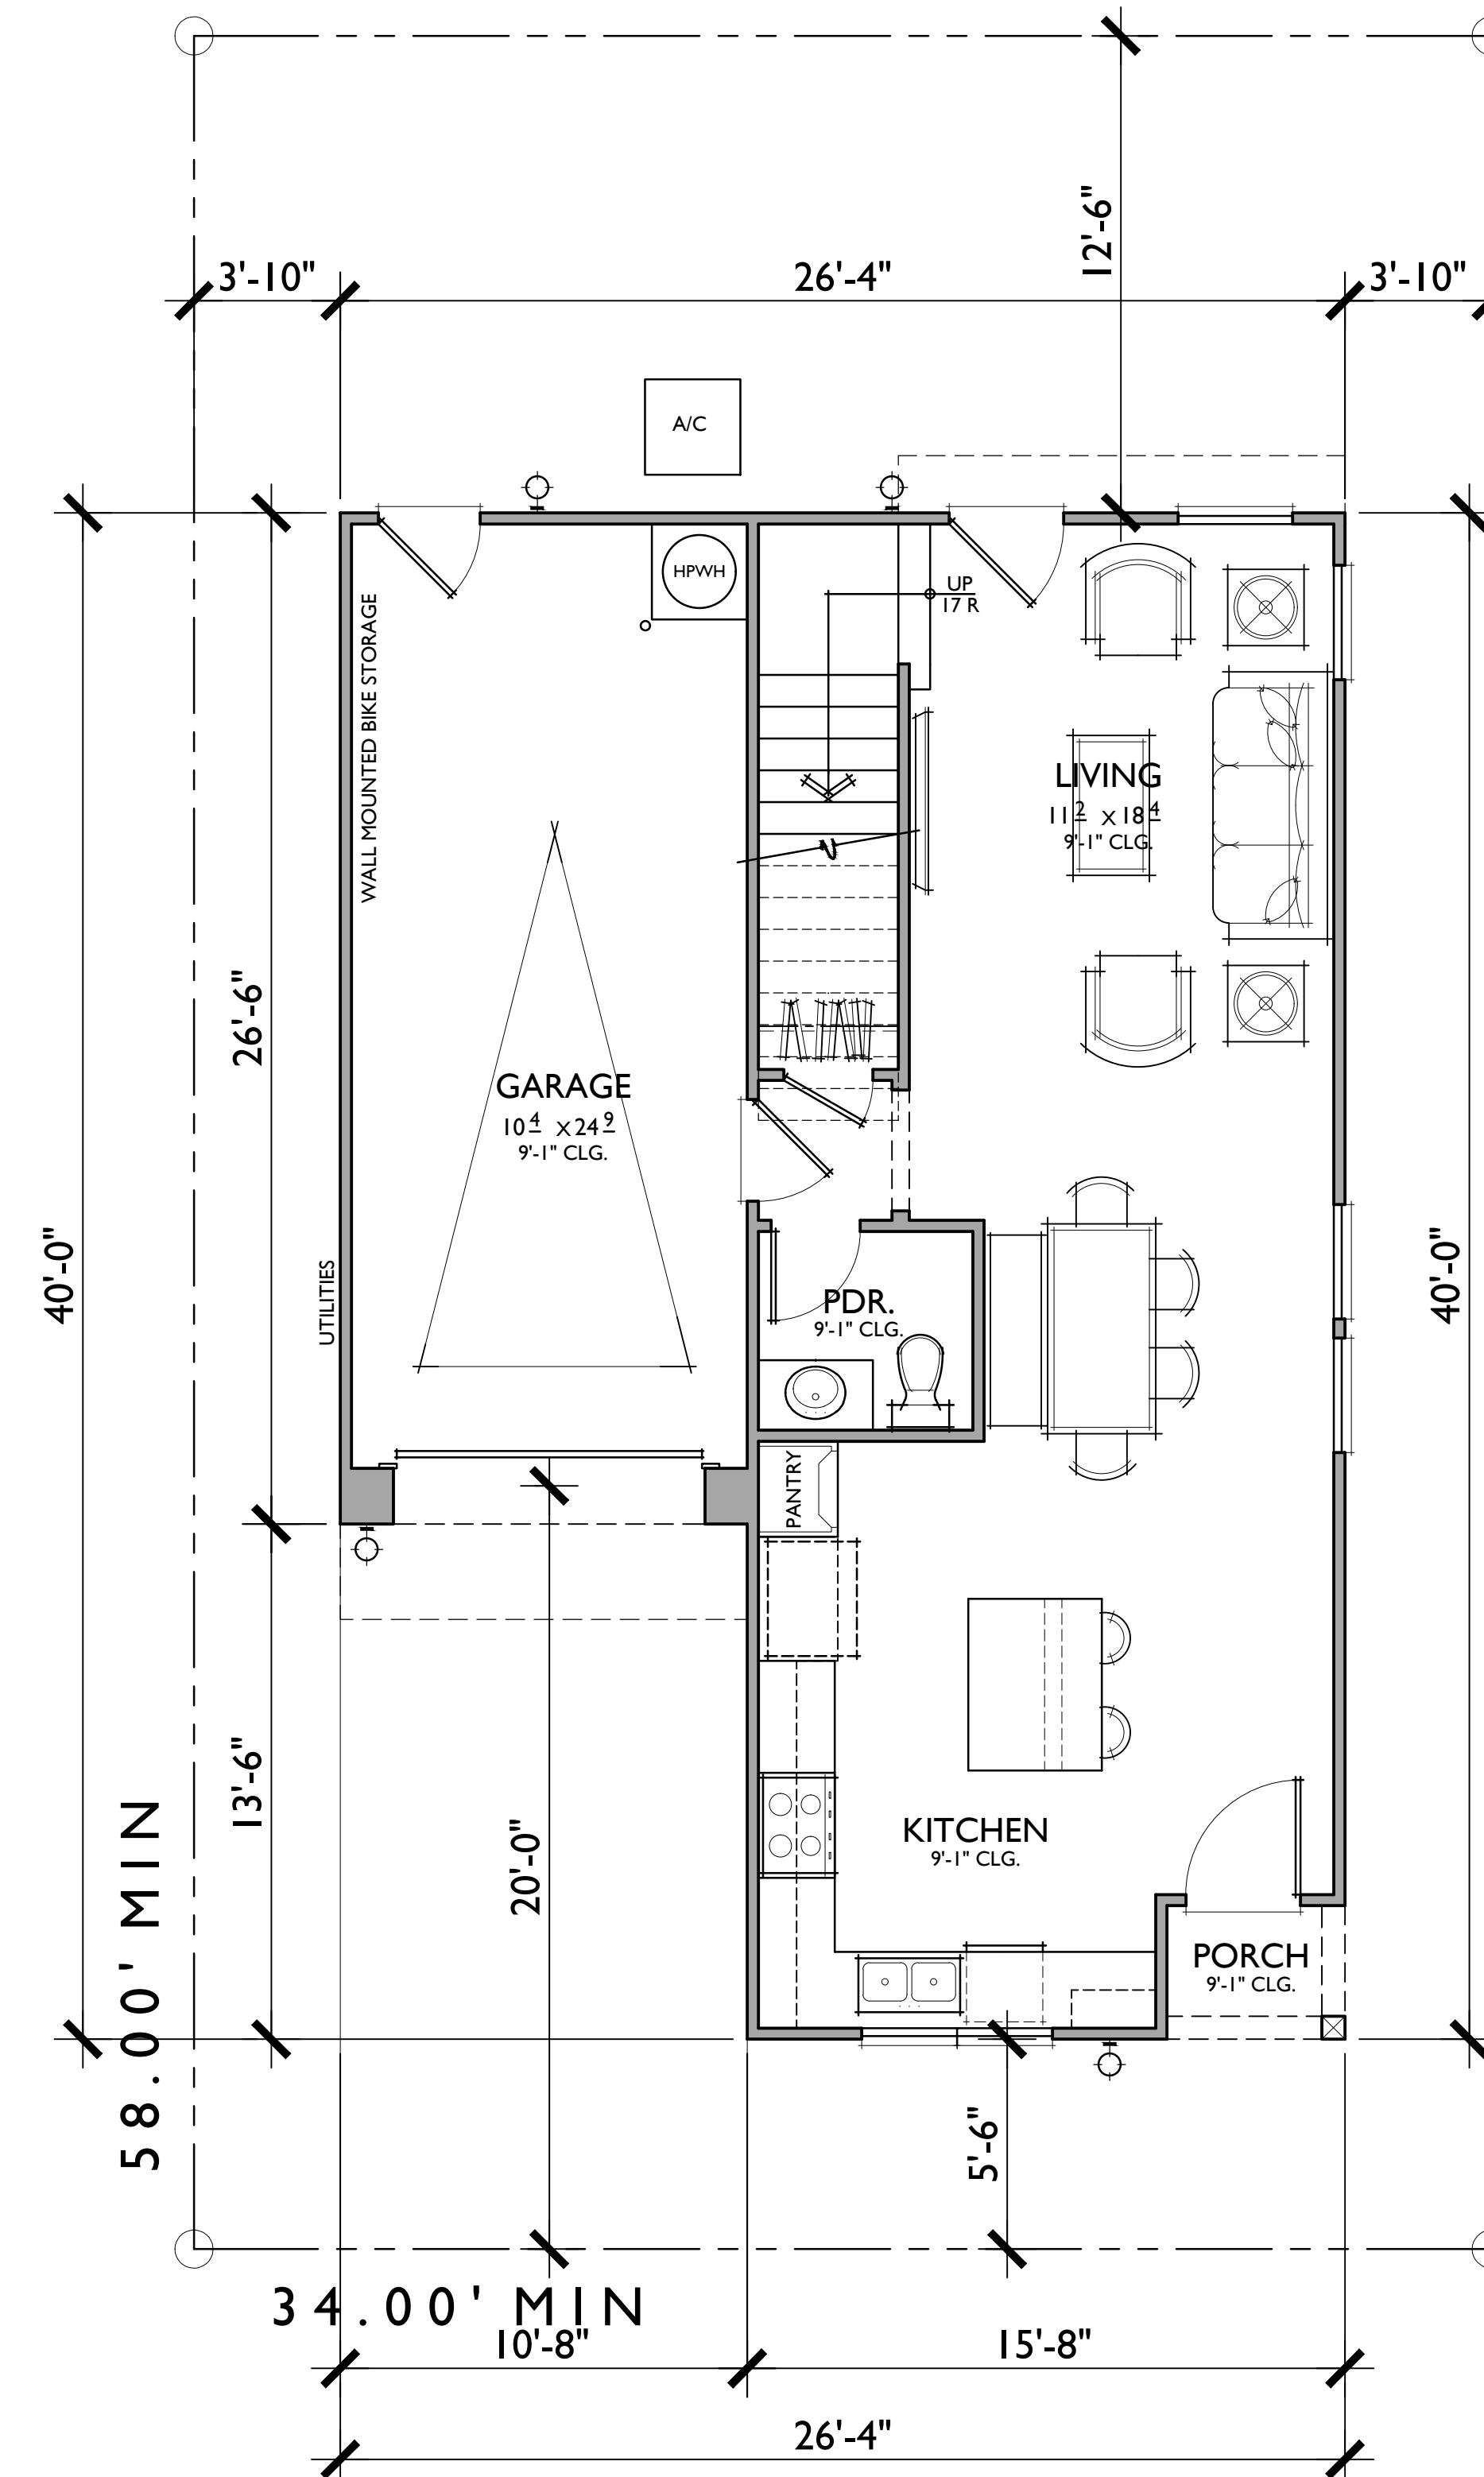 12'-6"
3'-10"
26'-4"
3'-10"
A/C
HPWH
UP
17 R
WALL MOUNTED BIKE STORAGE
LIVING
11 2 X 18 4
9'-1" CLG.
26'-6"
GARAGE
10 4 X 24 9
9'-1" CLG.
40'-0"
40'-0"
UTILITIES
PDR.
9'-1" CLG.
PANTRY
13'-6"
20'-0"
KITCHEN
9'-1" CLG.
PORCH
9'-1" CLG.
58.00' MIN
5'-6"
34.00' MIN
10'-8"
15'-8"
26'-4"